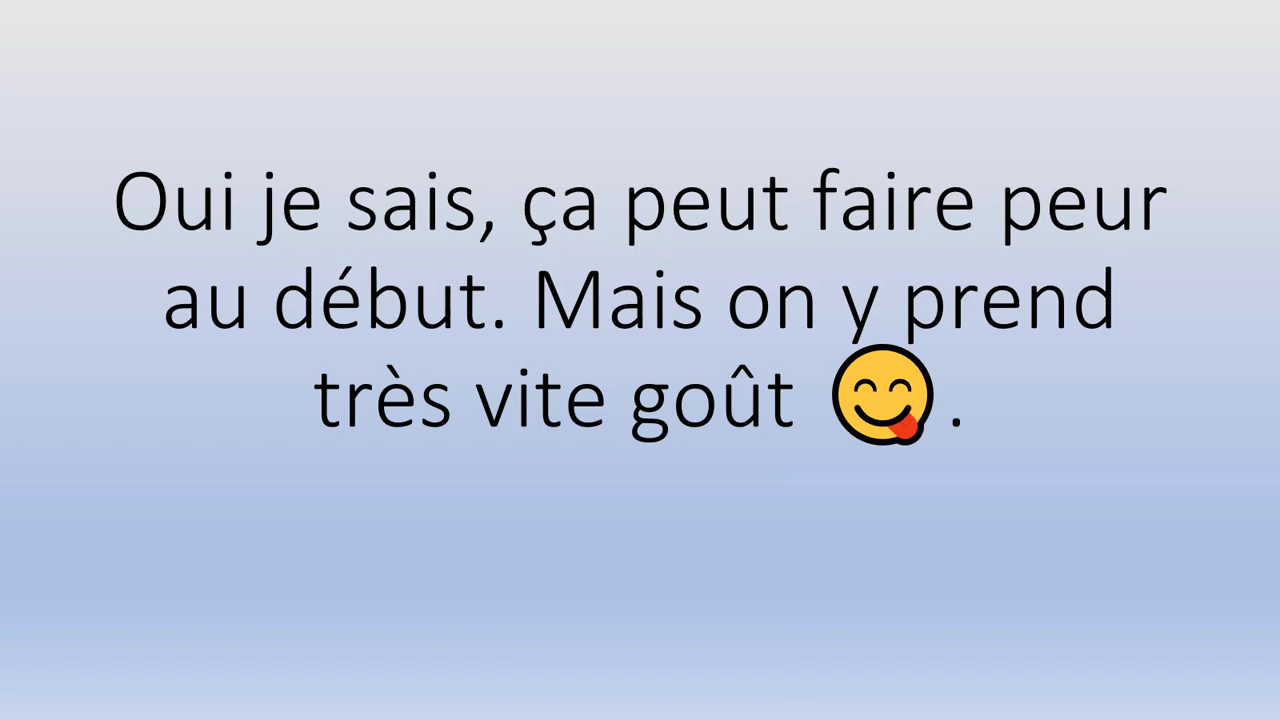 Oui je sais, ça peut faire peur
au début. Mais on y prend
très vite goût 😋.